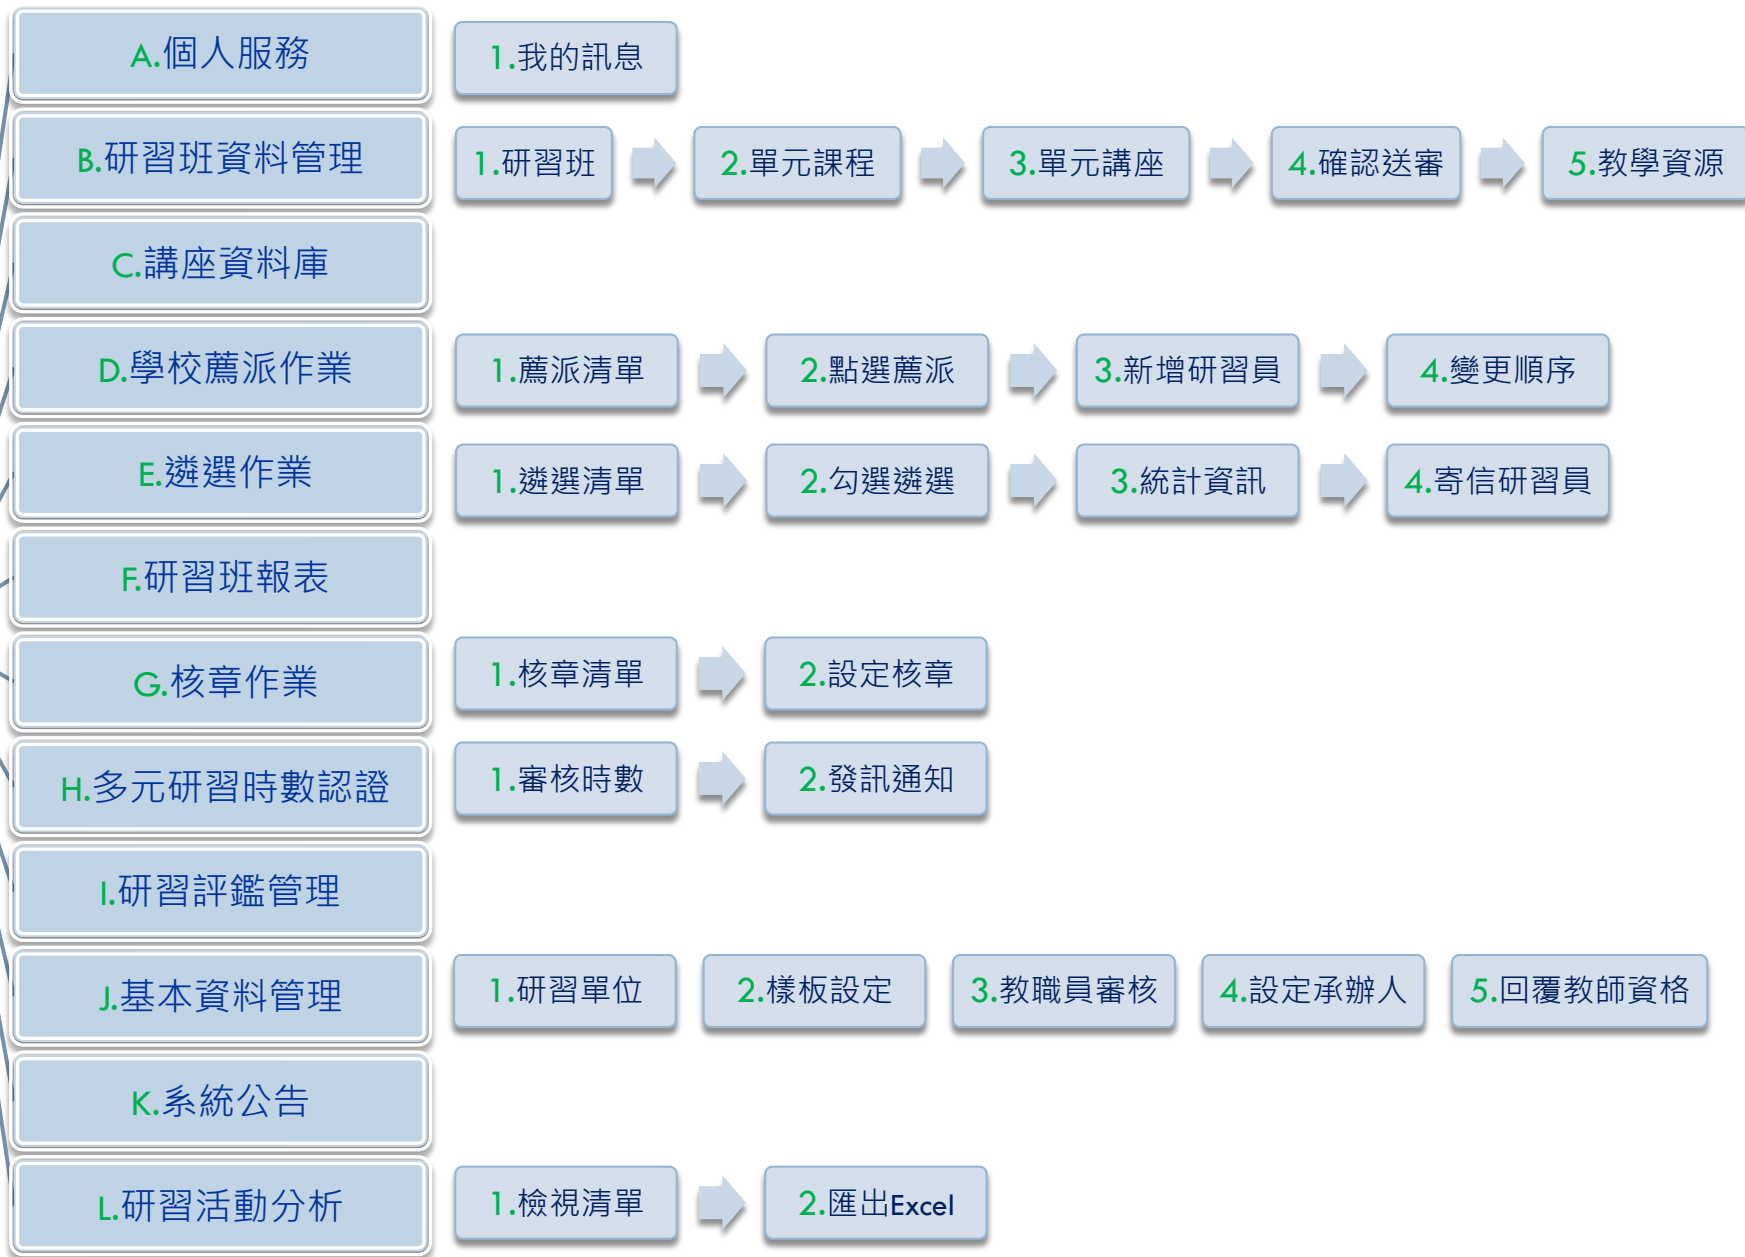 A.個人服務
1.我的訊息
B.研習班資料管理
1.研習班
2.單元課程
3.單元講座
4.確認送審
5.教學資源
C.講座資料庫
D.學校薦派作業
1.薦派清單
2.點選薦派
3.新增研習員
4.變更順序
E.遴選作業
1.遴選清單
2.勾選遴選
3.統計資訊
4.寄信研習員
F.研習班報表
G.核章作業
1.核章清單
2.設定核章
H.多元研習時數認證
1.審核時數
2.發訊通知
I.研習評鑑管理
J.基本資料管理
1.研習單位
2.樣板設定
3.教職員審核
4.設定承辦人
5.回覆教師資格
K.系統公告
L.研習活動分析
1.檢視清單
2.匯出Excel